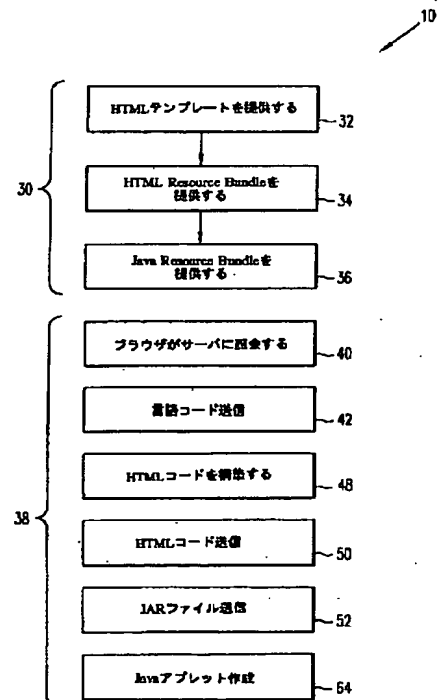 10
30
HTMLテンプレートを提供する
32
HTML Resource Bundleを
提供する
34
Java Resource Bundleを
提供する
36
38
ブラウザがサーバに照会する
40
言語コード送信
42
HTMLコードを構築する
48
HTMLコード送信
50
JARファイル送信
52
Javaアプレット作成
64